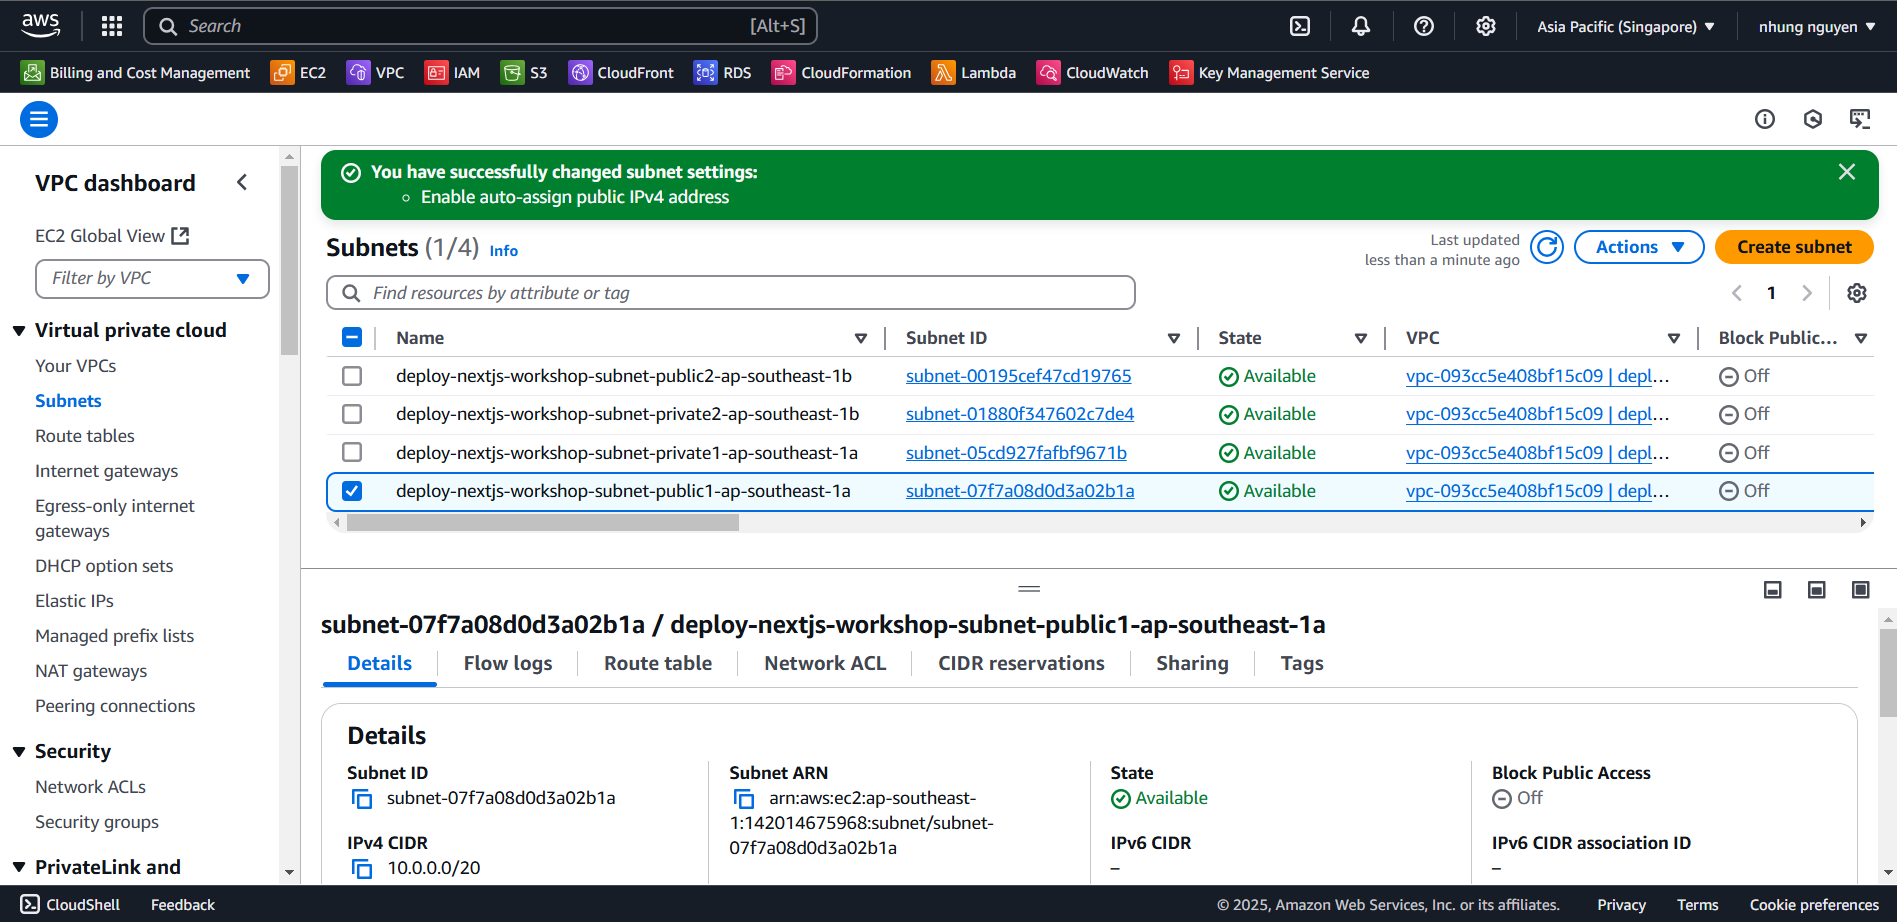 aws
Search [Alt+S]
Asia Pacific (Singapore)
nhung nguyen
Billing and Cost Management
EC2
VPC
IAM
S3
CloudFront
RDS
CloudFormation
Lambda
CloudWatch
Key Management Service
VPC dashboard
EC2 Global View
Filter by VPC
Virtual private cloud
Your VPCs
Subnets
Route tables
Internet gateways
Egress-only internet
gateways
DHCP option sets
Elastic IPs
Managed prefix lists
NAT gateways
Peering connections
Security
Network ACLs
Security groups
PrivateLink and
You have successfully changed subnet settings:
Enable auto-assign public IPv4 address
Subnets (1/4) Info
Last updated
less than a minute ago
Actions
Create subnet
Find resources by attribute or tag
1
Name Subnet ID State VPC Block Public...
deploy-nextjs-workshop-subnet-public2-ap-southeast-1b subnet-00195cef47cd19765 Available vpc-093cc5e408bf15c09 | depl... Off
deploy-nextjs-workshop-subnet-private2-ap-southeast-1b subnet-01880f347602c7de4 Available vpc-093cc5e408bf15c09 | depl... Off
deploy-nextjs-workshop-subnet-private1-ap-southeast-1a subnet-05cd927fafbf9671b Available vpc-093cc5e408bf15c09 | depl... Off
deploy-nextjs-workshop-subnet-public1-ap-southeast-1a subnet-07f7a08d0d3a02b1a Available vpc-093cc5e408bf15c09 | depl... Off
subnet-07f7a08d0d3a02b1a / deploy-nextjs-workshop-subnet-public1-ap-southeast-1a
Details Flow logs Route table Network ACL CIDR reservations Sharing Tags
Details
Subnet ID
subnet-07f7a08d0d3a02b1a
IPv4 CIDR
10.0.0.0/20
Subnet ARN
arn:aws:ec2:ap-southeast-
1:142014675968:subnet/subnet-
07f7a08d0d3a02b1a
State
Available
IPv6 CIDR
–
Block Public Access
Off
IPv6 CIDR association ID
–
CloudShell Feedback © 2025, Amazon Web Services, Inc. or its affiliates. Privacy Terms Cookie preferences